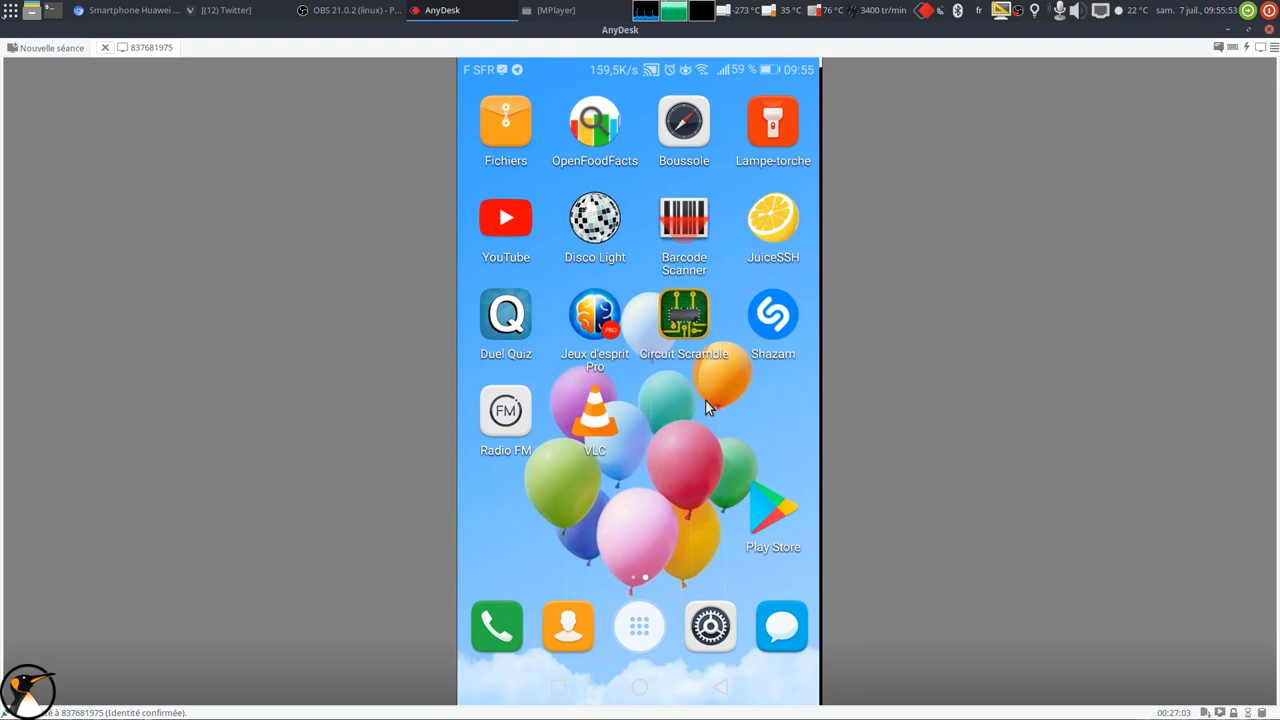 Smartphone Huawei ... [(12) Twitter] OBS 21.0.2 (linux) - P... AnyDesk [MPlayer] -273 °C 35 °C 76 °C 3400 tr/min fr 22 °C sam. 7 juil, 09:55:53
AnyDesk
Nouvelle séance 837681975
F SFR 159,5K/s 59 % 09:55
Fichiers OpenFoodFacts Boussole Lampe-torche
YouTube Disco Light Barcode Scanner JuiceSSH
Q
PRO
Duel Quiz Jeux d'esprit Pro Circuit Scramble Shazam
FM
Radio FM VLC
Play Store
à 837681975 (Identité confirmée). 00:27:03